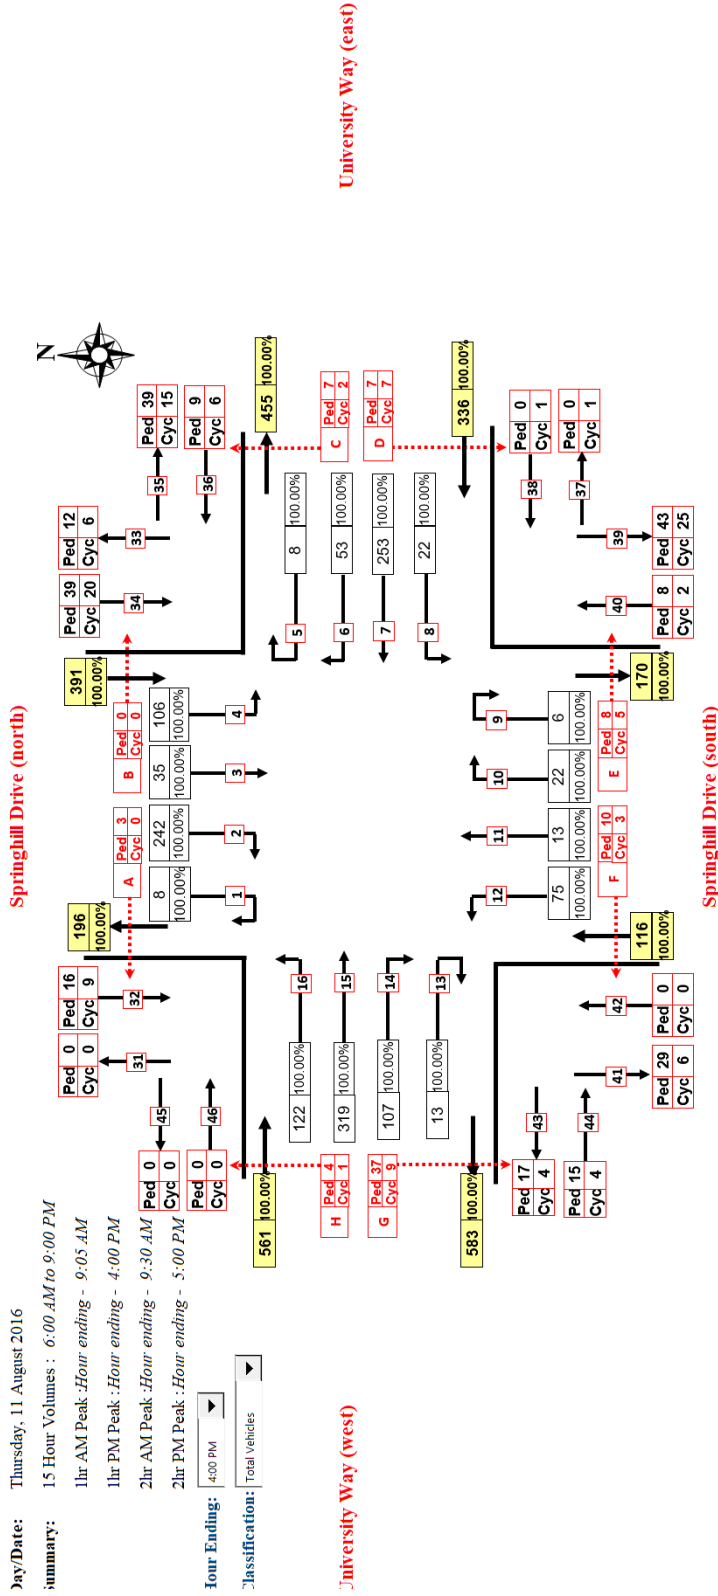 Day/Date: Thursday, 11 August 2016
Springhill Drive (north)
Summary: 15 Hour Volumes : 6:00 AM to 9:00 PM
1hr AM Peak :Hour ending - 9:05 AM
1hr PM Peak :Hour ending - 4:00 PM
2hr AM Peak :Hour ending - 9:30 AM
2hr PM Peak :Hour ending - 5:00 PM
Hour Ending: 4:00 PM
Classification: Total Vehicles
N
Ped 0
Cyc 0
31
Ped 16
Cyc 9
32
196
100.00%
391
100.00%
Ped 39
Cyc 20
34
Ped 12
Cyc 6
33
A
Ped 3
Cyc 0
B
Ped 0
Cyc 0
Ped 0
Cyc 0
45
Ped 0
Cyc 0
46
35
Ped 39
Cyc 15
36
Ped 9
Cyc 6
8
100.00%
242
100.00%
35
100.00%
106
100.00%
1
2
3
4
561 100.00%
455 100.00%
122 100.00%
16
5
8 100.00%
University Way (west)
H
Ped 4
Cyc 1
319 100.00%
15
6
53 100.00%
C
Ped 7
Cyc 2
University Way (east)
G
Ped 37
Cyc 9
107 100.00%
14
7
253 100.00%
D
Ped 7
Cyc 7
13 100.00%
13
8
22 100.00%
583 100.00%
336 100.00%
12
11
10
9
75
100.00%
13
100.00%
22
100.00%
6
100.00%
Ped 17
Cyc 4
43
Ped 15
Cyc 4
44
38
Ped 0
Cyc 1
37
Ped 0
Cyc 1
F
Ped 10
Cyc 3
E
Ped 8
Cyc 5
41
Ped 29
Cyc 6
42
Ped 0
Cyc 0
116
100.00%
170
100.00%
40
Ped 8
Cyc 2
39
Ped 43
Cyc 25
Springhill Drive (south)